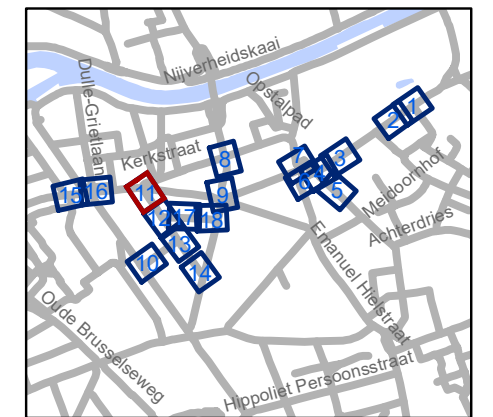 Nijverheidskaai
Dulle-Grietlaan
Opstalpad
Kerkstraat
1
2
3
4
5
6
7
8
9
10
11
12
13
14
15
16
17
18
Meldoornhof
Achterdries
Emanuel Hielstraat
Oude Brusselseweg
Hippoliet Persoonsstraat